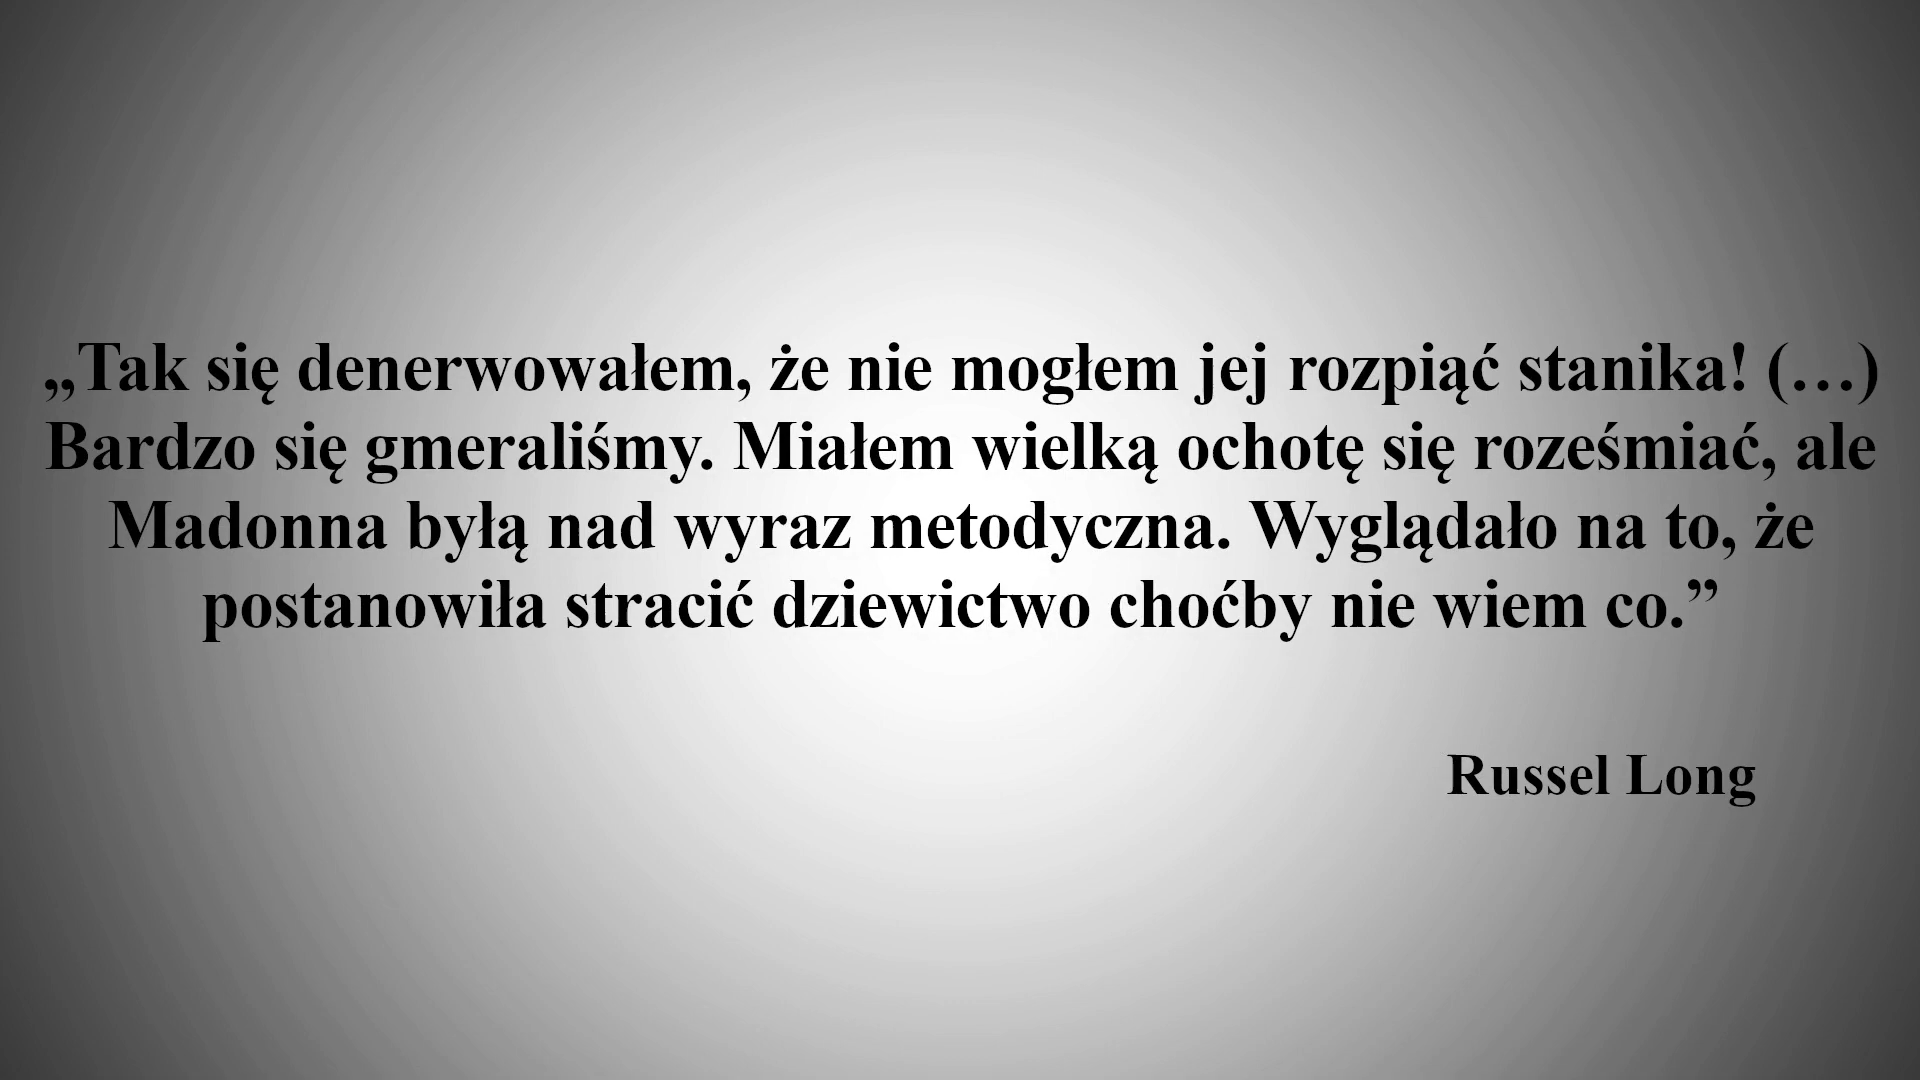 „Tak się denerwowałem, że nie mogłem jej rozpiąć stanika! (…)
Bardzo się gmeraliśmy. Miałem wielką ochotę się roześmiać, ale
Madonna byłą nad wyraz metodyczna. Wyglądało na to, że
postanowiła stracić dziewictwo choćby nie wiem co.”
Russel Long